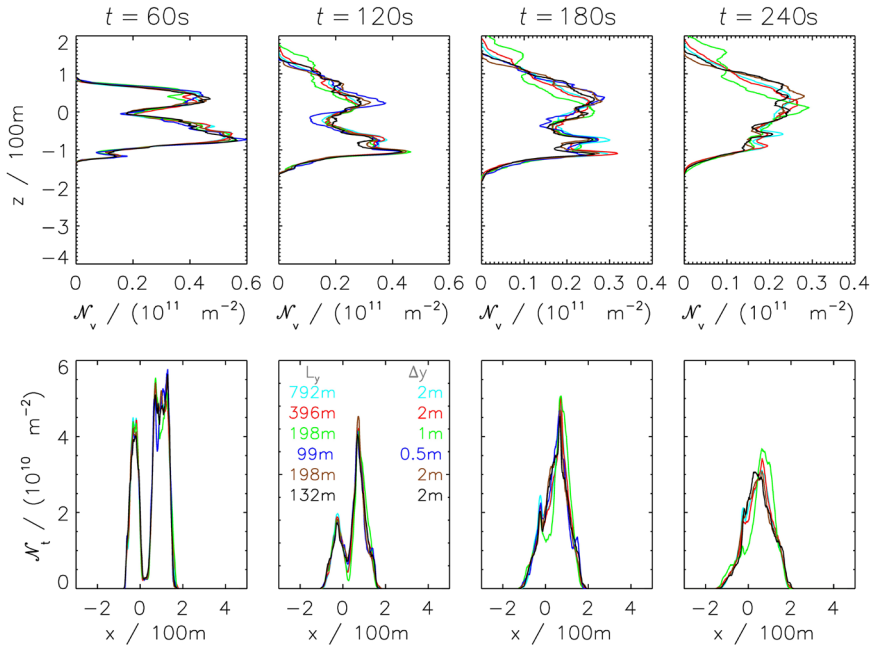 t = 60s t = 120s t = 180s t = 240s
z / 100m
2
1
0
−1
−2
−3
−4
0 0.2 0.4 0.6 0 0.2 0.4 0.6 0 0.1 0.2 0.3 0.4 0 0.1 0.2 0.3 0.4
𝒩v / (10¹¹ m⁻²) 𝒩v / (10¹¹ m⁻²) 𝒩v / (10¹¹ m⁻²) 𝒩v / (10¹¹ m⁻²)
𝒩t / (10¹⁰ m⁻²)
6
4
2
0
Ly Δy
792m 2m
396m 2m
198m 1m
99m 0.5m
198m 2m
132m 2m
−2 0 2 4 −2 0 2 4 −2 0 2 4 −2 0 2 4
x / 100m x / 100m x / 100m x / 100m